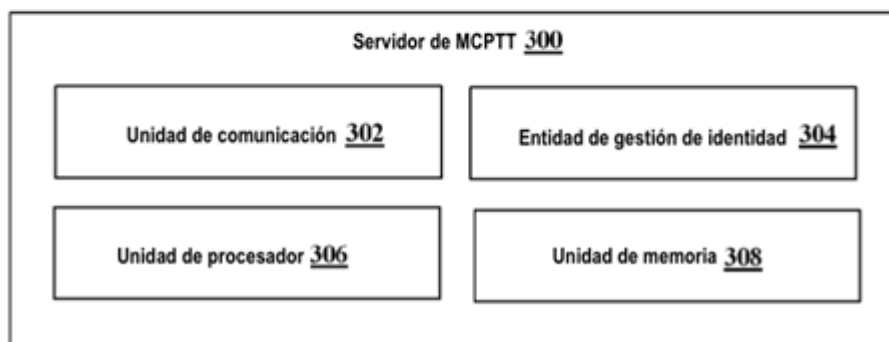 Servidor de MCPTT 300
Unidad de comunicación 302
Entidad de gestión de identidad 304
Unidad de procesador 306
Unidad de memoria 308